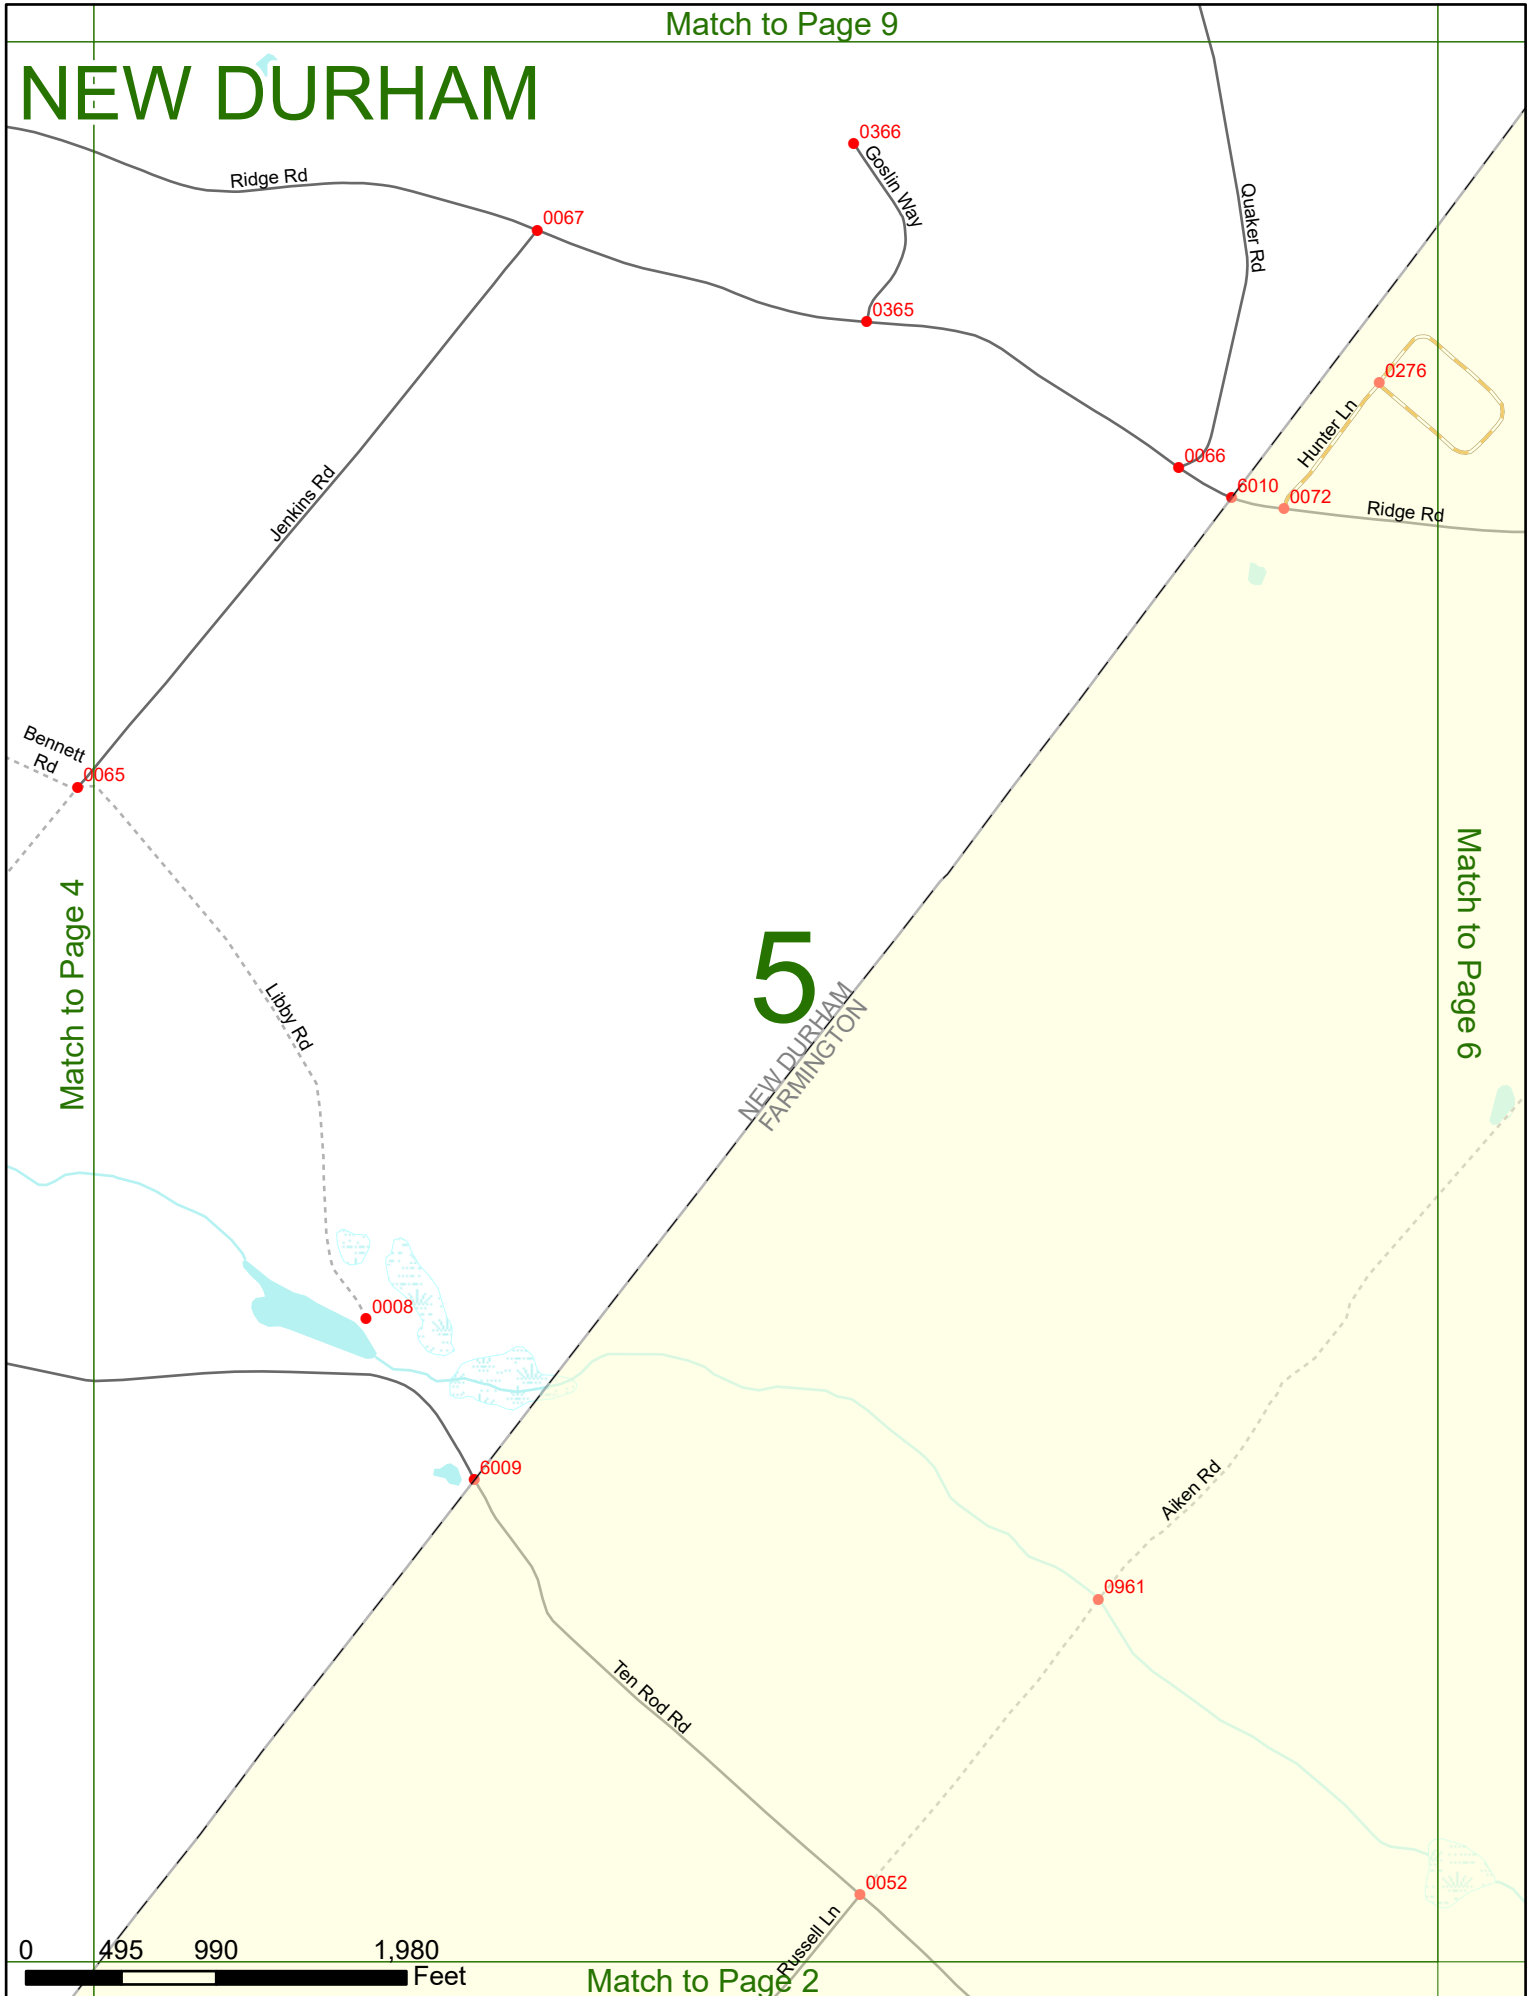 Match to Page 9
NEW DURHAM
0366
Goslin Way
Ridge Rd
0067
Quaker Rd
0365
0276
Hunter Ln
0066
6010
0072
Ridge Rd
Jenkins Rd
Bennett
Rd
0065
Match to Page 4
Match to Page 6
5
NEW DURHAM
FARMINGTON
Libby Rd
0008
6009
Aiken Rd
0961
Ten Rod Rd
0052
Russell Ln
0 495 990 1,980
Feet
Match to Page 2